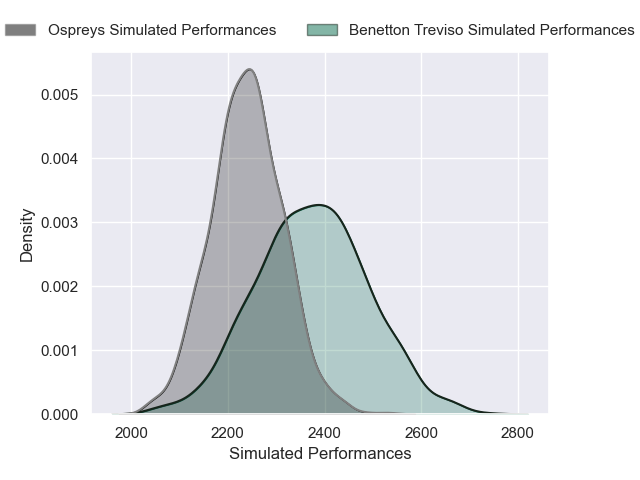 Ospreys Simulated Performances
Benetton Treviso Simulated Performances
0.005
0.004
0.003
0.002
0.001
0.000
Density
2000
2200
2400
2600
2800
Simulated Performances